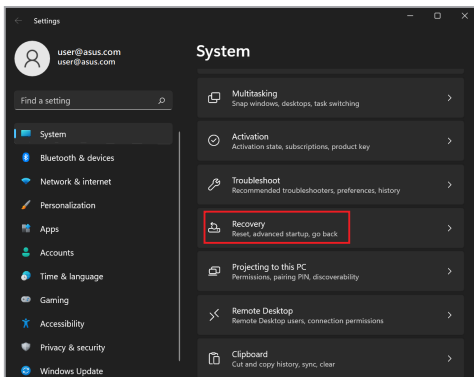 Settings
user@asus.com
user@asus.com
Find a setting
System
Bluetooth & devices
Network & internet
Personalization
Apps
Accounts
Time & language
Gaming
Accessibility
Privacy & security
Windows Update
System
Multitasking
Snap windows, desktops, task switching
Activation
Activation state, subscriptions, product key
Troubleshoot
Recommended troubleshooters, preferences, history
Recovery
Reset, advanced startup, go back
Projecting to this PC
Permissions, pairing PIN, discoverability
Remote Desktop
Remote Desktop users, connection permissions
Clipboard
Cut and copy history, sync, clear